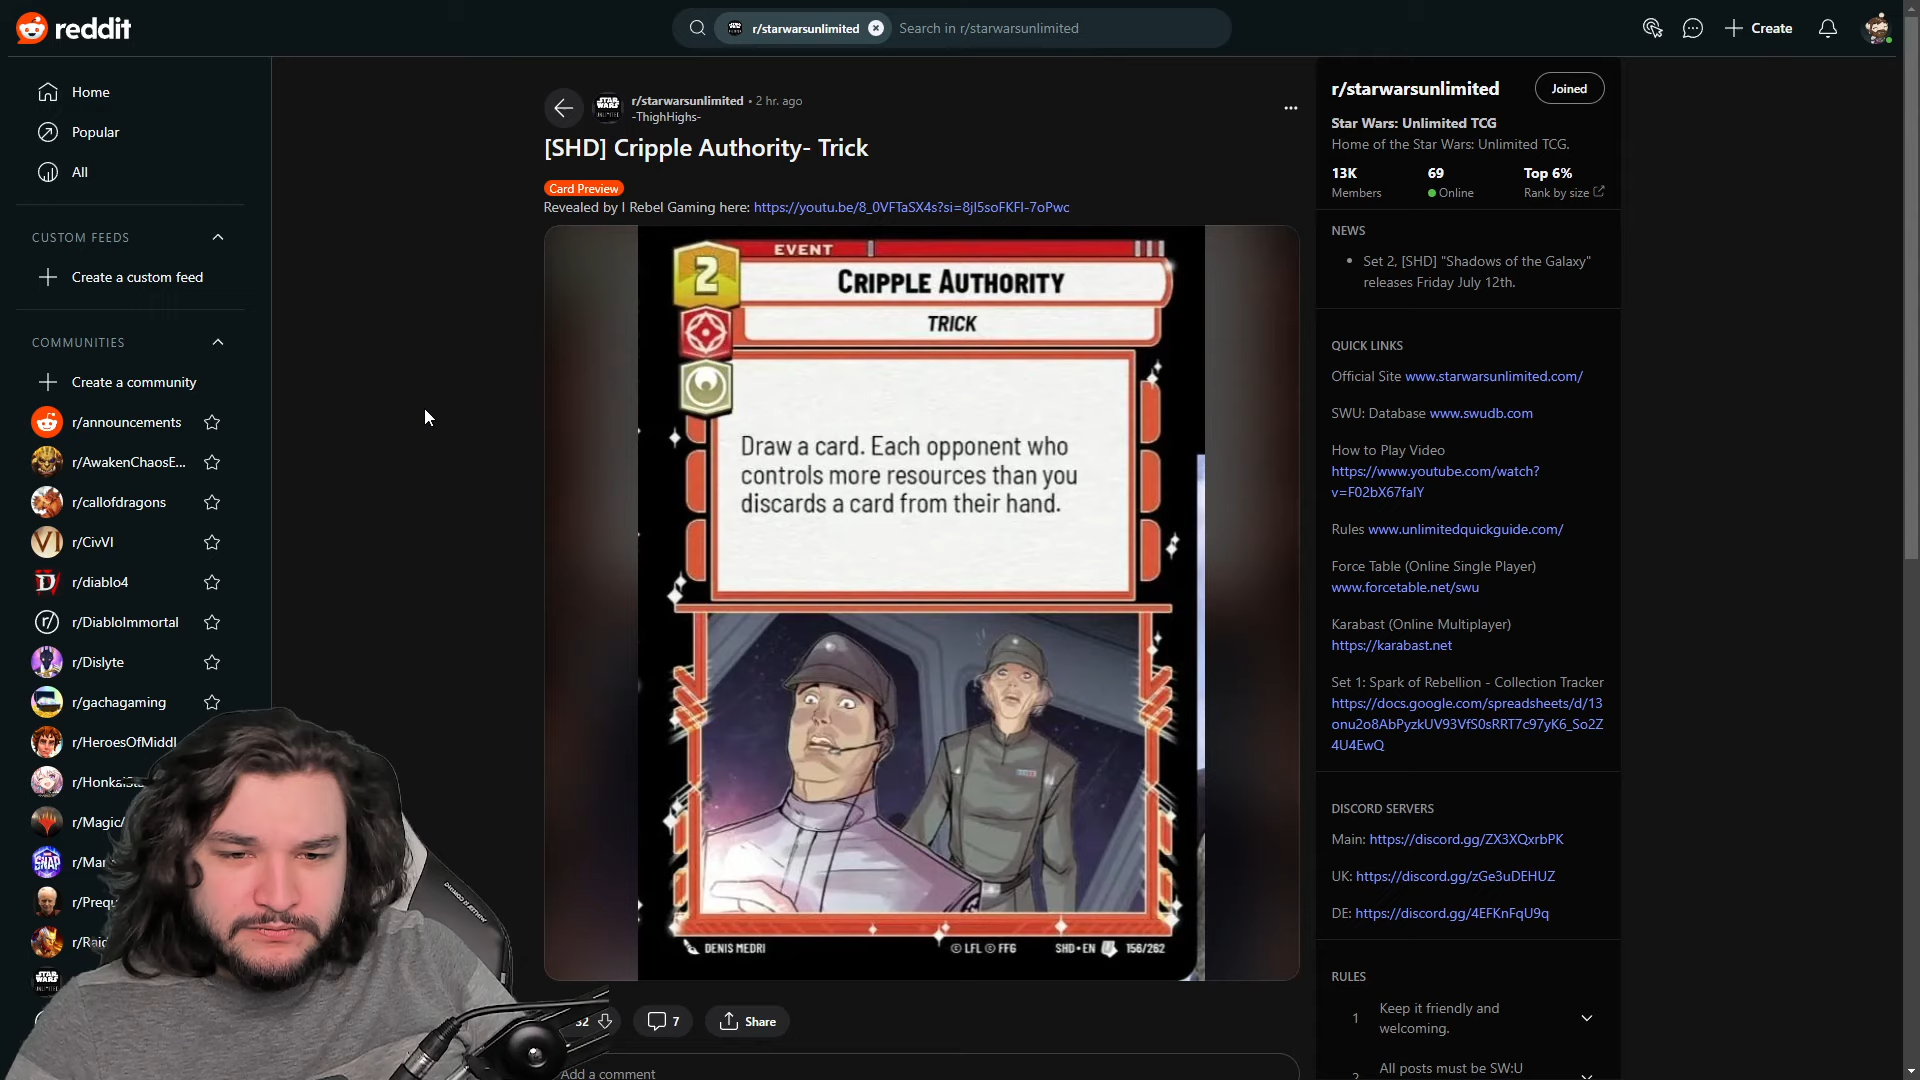 reddit
r/starwarsunlimited
Search in r/starwarsunlimited
Create
Home
Popular
All
CUSTOM FEEDS
Create a custom feed
COMMUNITIES
Create a community
r/announcements
r/AwakenChaosE...
r/callofdragons
r/CivVI
r/diablo4
r/DiabloImmortal
r/Dislyte
r/gachagaming
r/HeroesOfMiddl
r/Magic/
r/starwarsunlimited • 2 hr. ago
-ThighHighs-
[SHD] Cripple Authority- Trick
Card Preview
Revealed by I Rebel Gaming here: https://youtu.be/8_0VFTaSX4s?si=8jl5soFKFI-7oPwc
EVENT
2
CRIPPLE AUTHORITY
TRICK
Draw a card. Each opponent who
controls more resources than you
discards a card from their hand.
DENIS MEDRI
© LFL © FFG
SHD • EN
156/262
32
7
Share
Add a comment
r/starwarsunlimited
Joined
Star Wars: Unlimited TCG
Home of the Star Wars: Unlimited TCG.
13K
69
Top 6%
Members
Online
Rank by size
NEWS
• Set 2, [SHD] "Shadows of the Galaxy"
releases Friday July 12th.
QUICK LINKS
Official Site www.starwarsunlimited.com/
SWU: Database www.swudb.com
How to Play Video
https://www.youtube.com/watch?
v=F02bX67faIY
Rules www.unlimitedquickguide.com/
Force Table (Online Single Player)
www.forcetable.net/swu
Karabast (Online Multiplayer)
https://karabast.net
Set 1: Spark of Rebellion - Collection Tracker
https://docs.google.com/spreadsheets/d/13
onu2o8AbPyzkUV93VfS0sRRT7c97yK6_So2Z
4U4EwQ
DISCORD SERVERS
Main: https://discord.gg/ZX3XQxrbPK
UK: https://discord.gg/zGe3uDEHUZ
DE: https://discord.gg/4EFKnFqU9q
RULES
1
Keep it friendly and
welcoming.
2
All posts must be SW:U